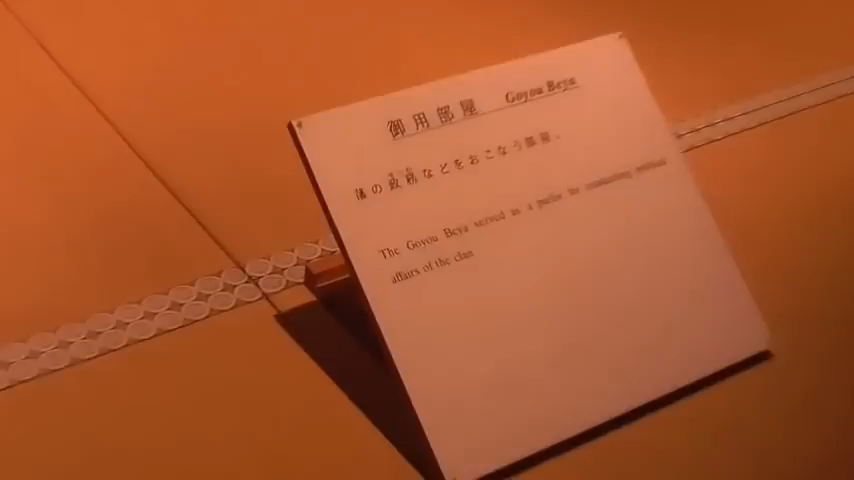 御用部屋 Goyou Beya
藩の政務などをおこなう部屋。
The Goyou Beya served as a parlor for conducting political
affairs of the clan